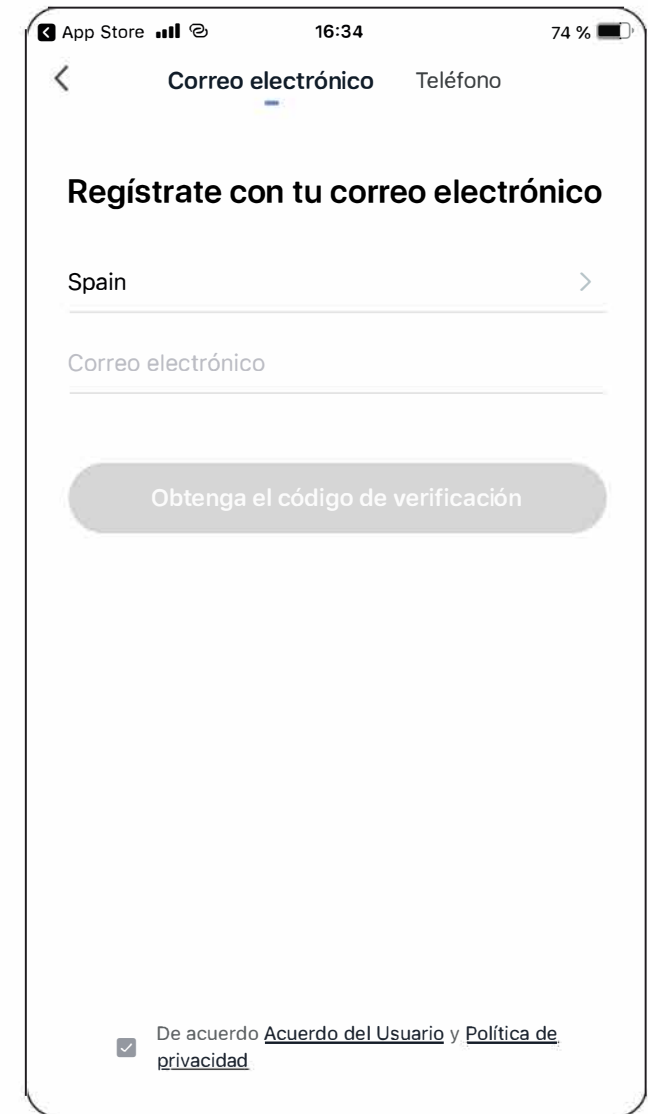 App Store 16:34 74 %
Correo electrónico Teléfono
Regístrate con tu correo electrónico
Spain
Correo electrónico
Obtenga el código de verificación
De acuerdo Acuerdo del Usuario y Política de
privacidad